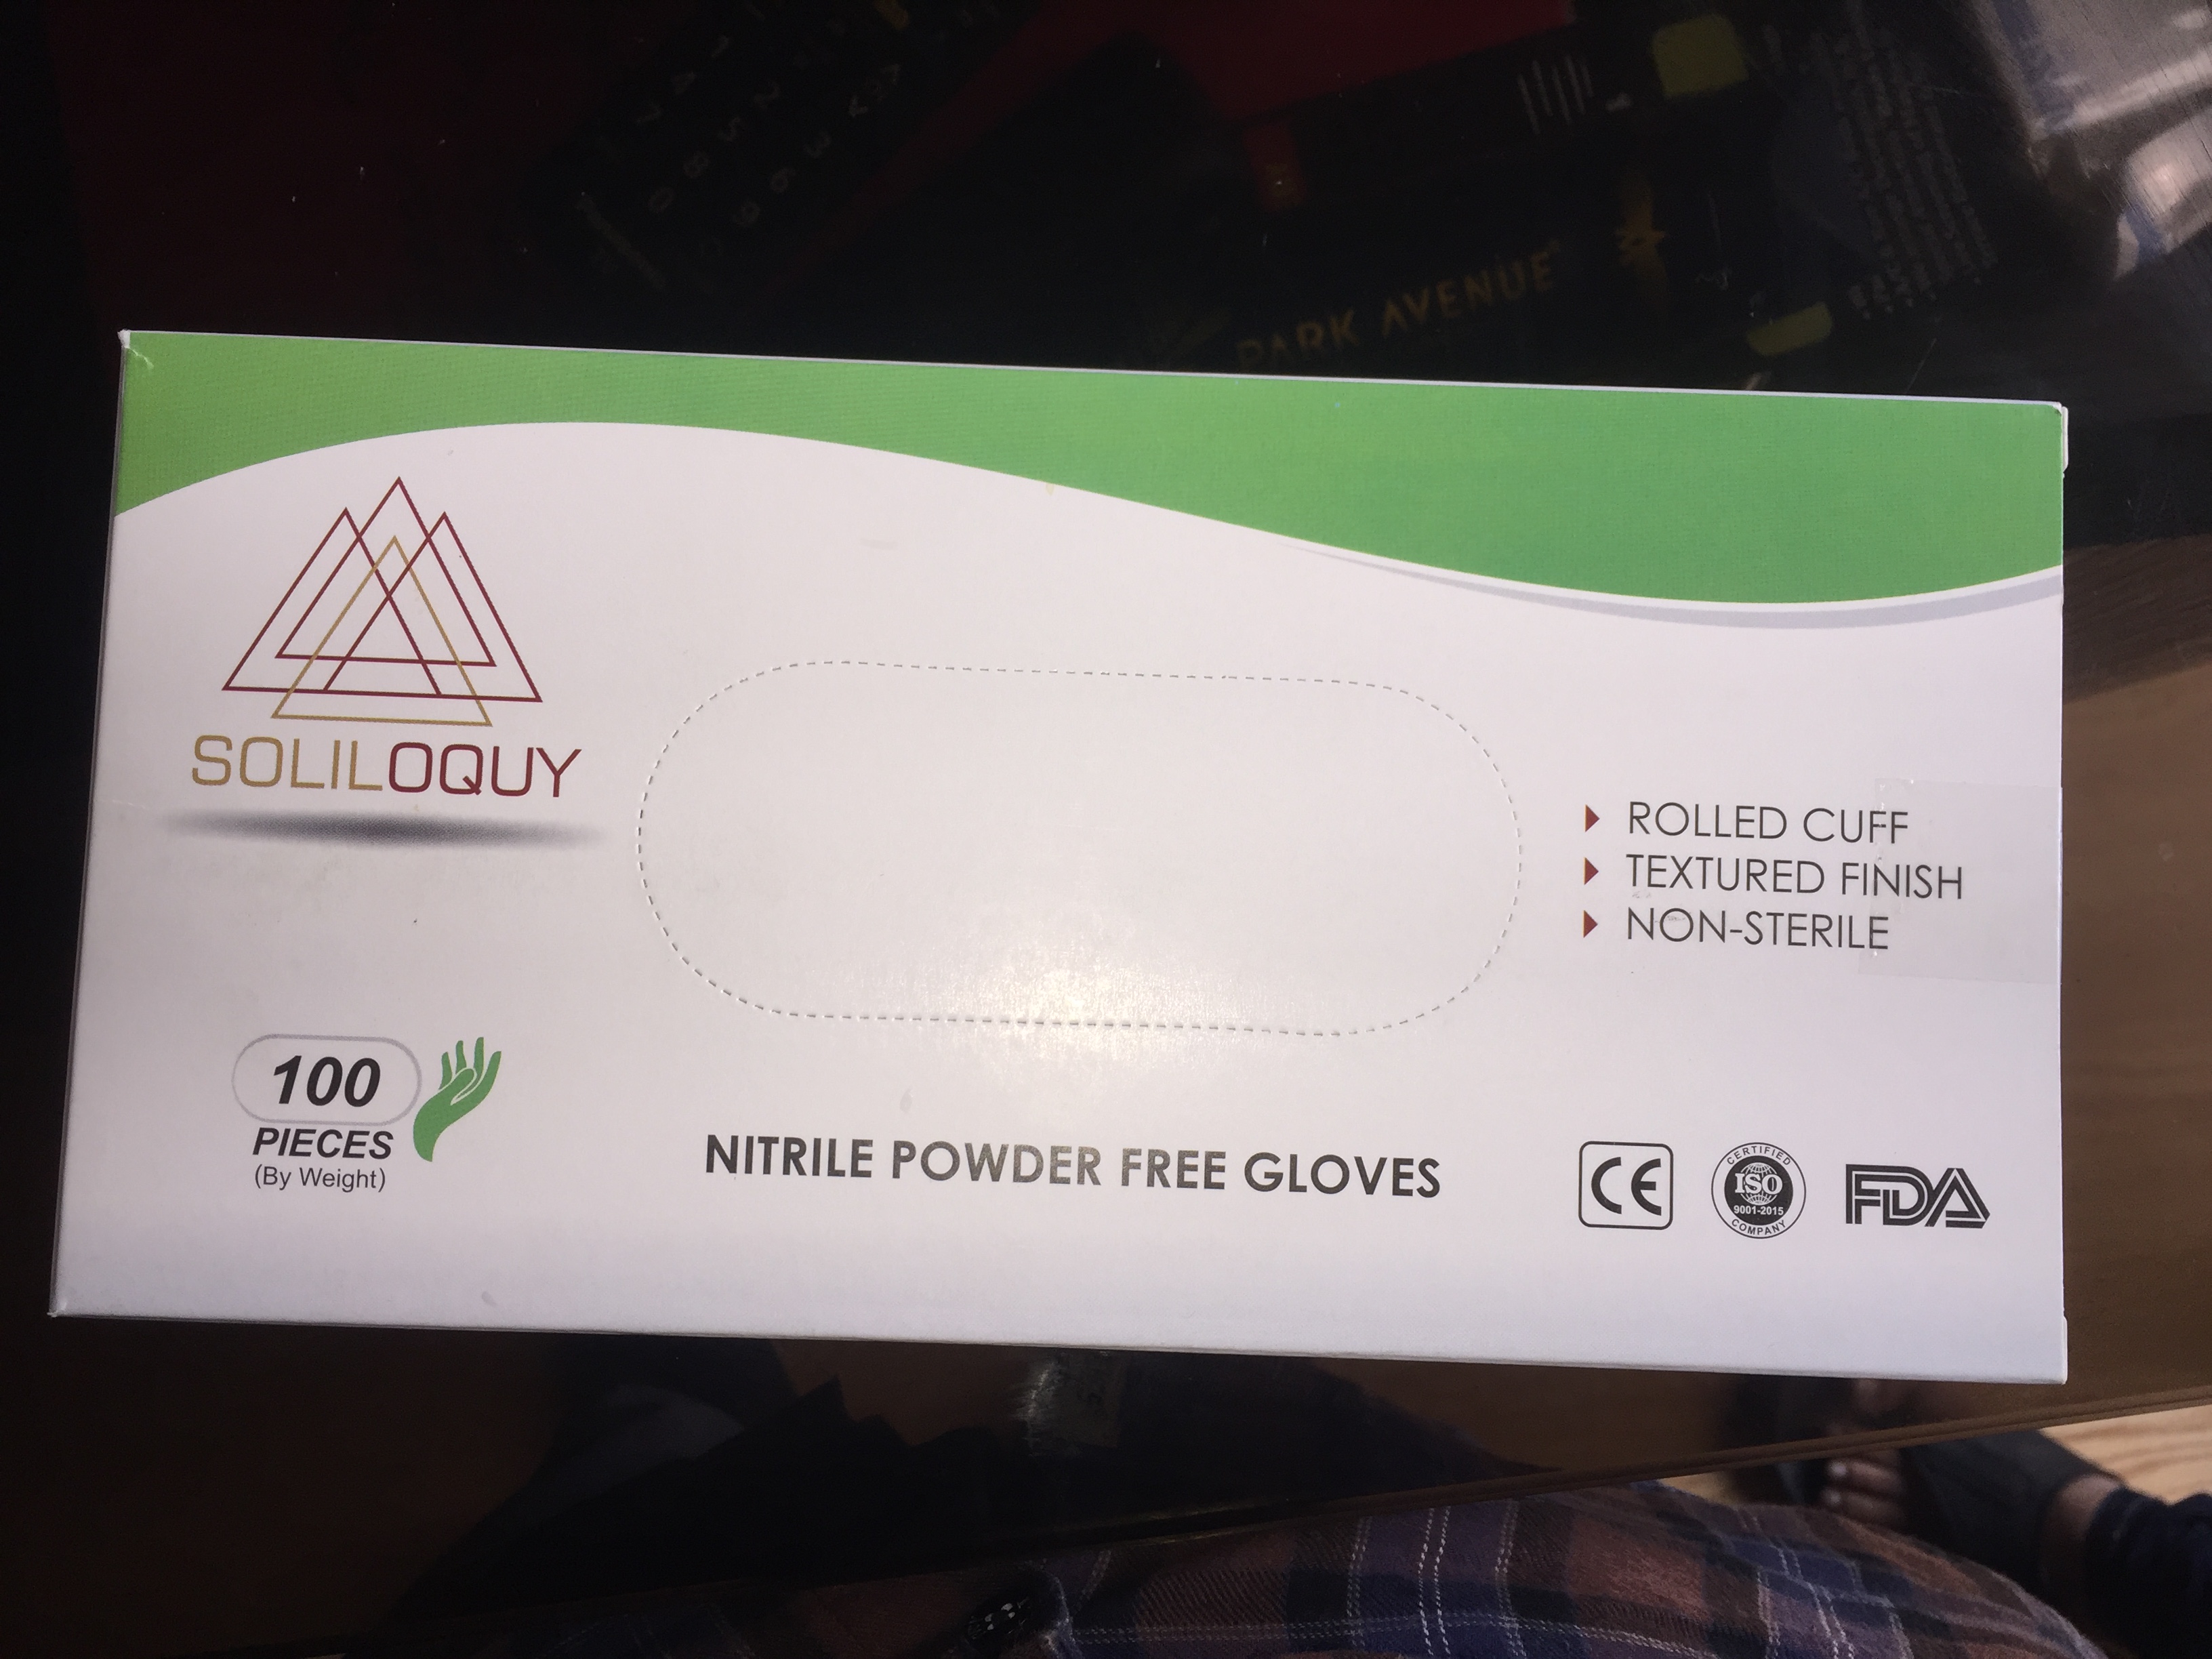 PARK AVENUE
SOLILOQUY
ROLLED CUFF
TEXTURED FINISH
NON-STERILE
100
PIECES
(By Weight)
NITRILE POWDER FREE GLOVES
CE
CERTIFIED
ISO
9001-2015
COMPANY
FDA